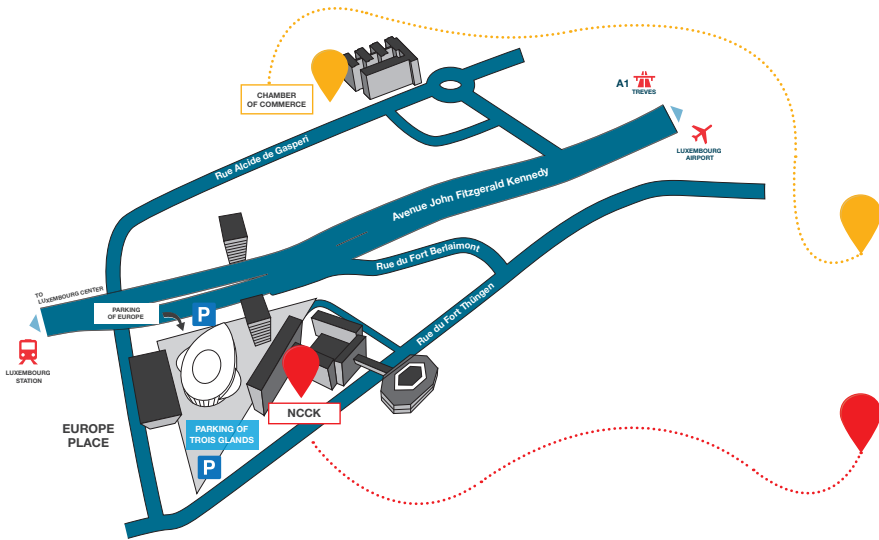 CHAMBER
OF COMMERCE
A1
TREVES
LUXEMBOURG
AIRPORT
Rue Alcide de Gasperi
Avenue John Fitzgerald Kennedy
Rue du Fort Berlaimont
Rue du Fort Thüngen
TO
LUXEMBOURG CENTER
PARKING
OF EUROPE
P
LUXEMBOURG
STATION
NCCK
EUROPE
PLACE
PARKING OF
TROIS GLANDS
P